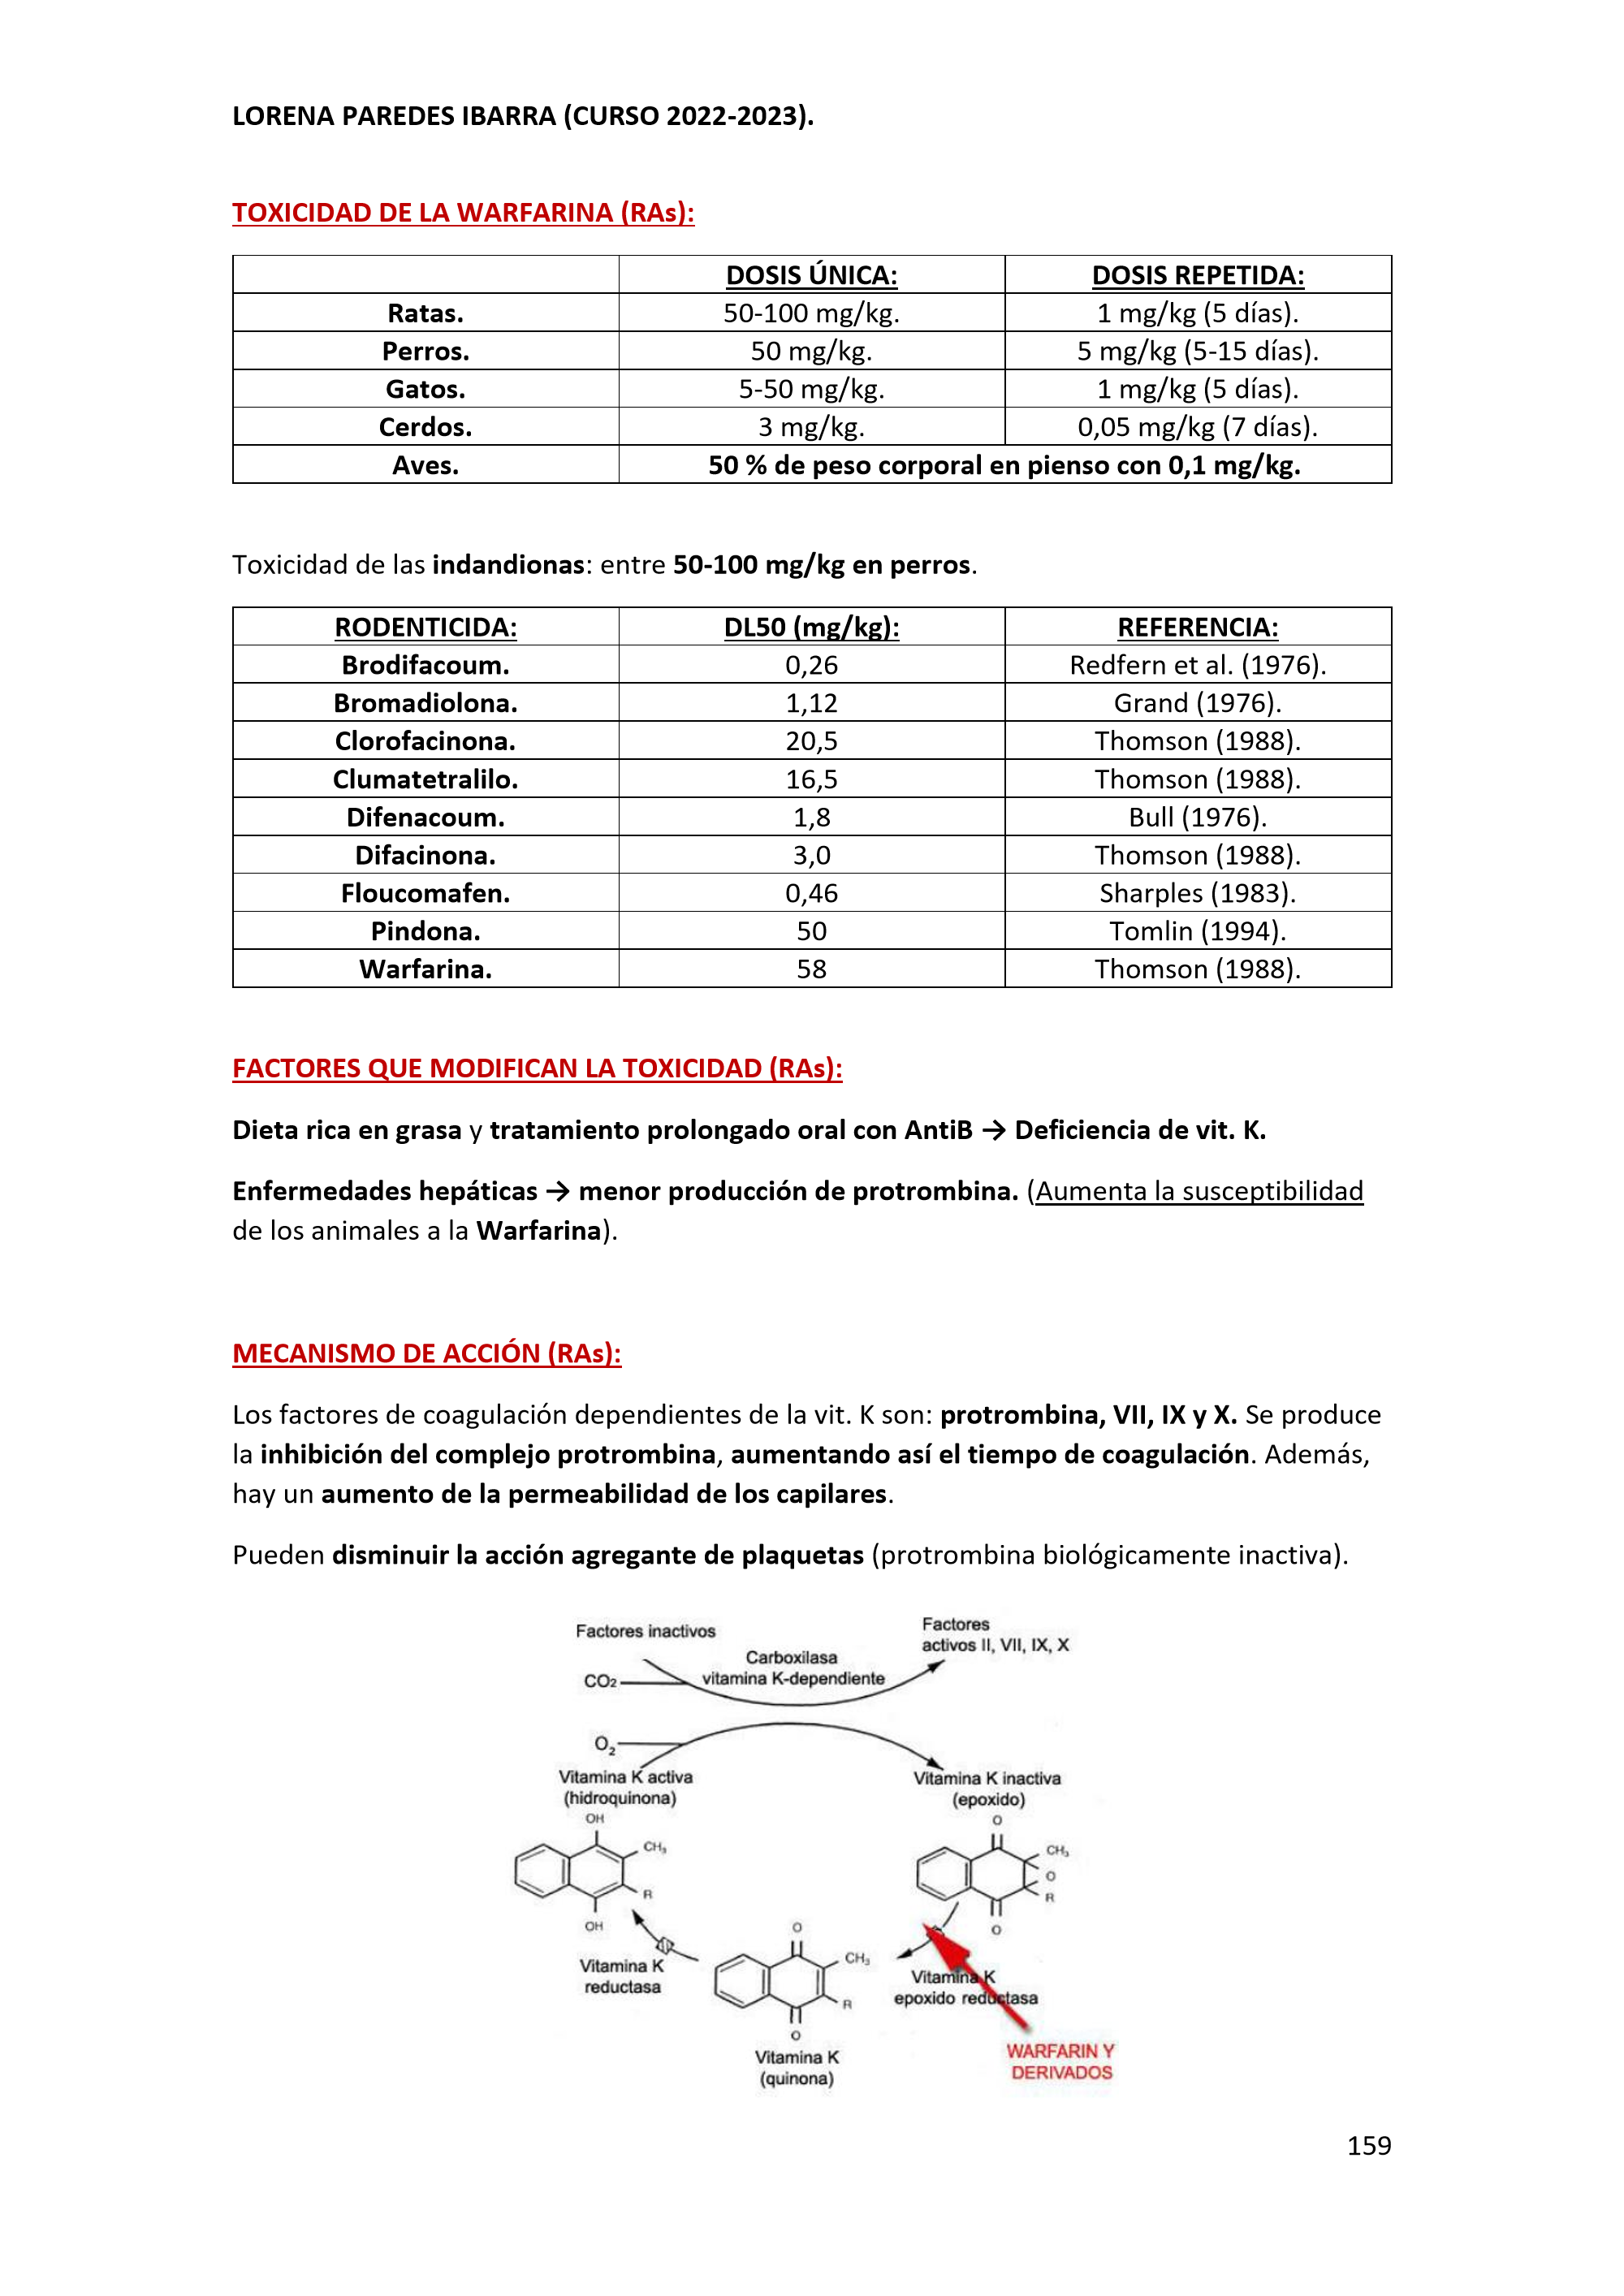 LORENA PAREDES IBARRA (CURSO 2022-2023).
TOXICIDAD DE LA WARFARINA (RAs):
DOSIS ÚNICA: DOSIS REPETIDA:
Ratas. 50-100 mg/kg. 1 mg/kg (5 días).
Perros. 50 mg/kg. 5 mg/kg (5-15 días).
Gatos. 5-50 mg/kg. 1 mg/kg (5 días).
Cerdos. 3 mg/kg. 0,05 mg/kg (7 días).
Aves. 50 % de peso corporal en pienso con 0,1 mg/kg.
Toxicidad de las indandionas: entre 50-100 mg/kg en perros.
RODENTICIDA: DL50 (mg/kg): REFERENCIA:
Brodifacoum. 0,26 Redfern et al. (1976).
Bromadiolona. 1,12 Grand (1976).
Clorofacinona. 20,5 Thomson (1988).
Clumatetralilo. 16,5 Thomson (1988).
Difenacoum. 1,8 Bull (1976).
Difacinona. 3,0 Thomson (1988).
Floucomafen. 0,46 Sharples (1983).
Pindona. 50 Tomlin (1994).
Warfarina. 58 Thomson (1988).
FACTORES QUE MODIFICAN LA TOXICIDAD (RAs):
Dieta rica en grasa y tratamiento prolongado oral con AntiB → Deficiencia de vit. K.
Enfermedades hepáticas → menor producción de protrombina. (Aumenta la susceptibilidad
de los animales a la Warfarina).
MECANISMO DE ACCIÓN (RAs):
Los factores de coagulación dependientes de la vit. K son: protrombina, VII, IX y X. Se produce
la inhibición del complejo protrombina, aumentando así el tiempo de coagulación. Además,
hay un aumento de la permeabilidad de los capilares.
Pueden disminuir la acción agregante de plaquetas (protrombina biológicamente inactiva).
Factores inactivos
Factores
activos II, VII, IX, X
Carboxilasa
vitamina K-dependiente
CO2
O2
Vitamina K activa
(hidroquinona)
Vitamina K inactiva
(epoxido)
OH
CH3
R
OH
O
CH3
O
R
O
Vitamina K
reductasa
O
CH3
R
O
Vitamina K
epoxido reductasa
Vitamina K
(quinona)
WARFARIN Y
DERIVADOS
159